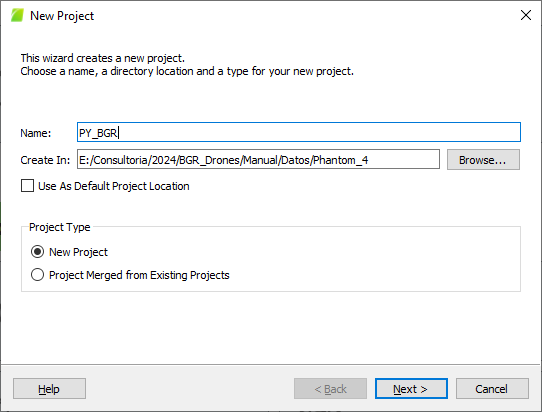 New Project
This wizard creates a new project.
Choose a name, a directory location and a type for your new project.
Name: PY_BGR
Create In: E:/Consultoria/2024/BGR_Drones/Manual/Datos/Phantom_4 Browse...
Use As Default Project Location
Project Type
New Project
Project Merged from Existing Projects
Help < Back Next > Cancel